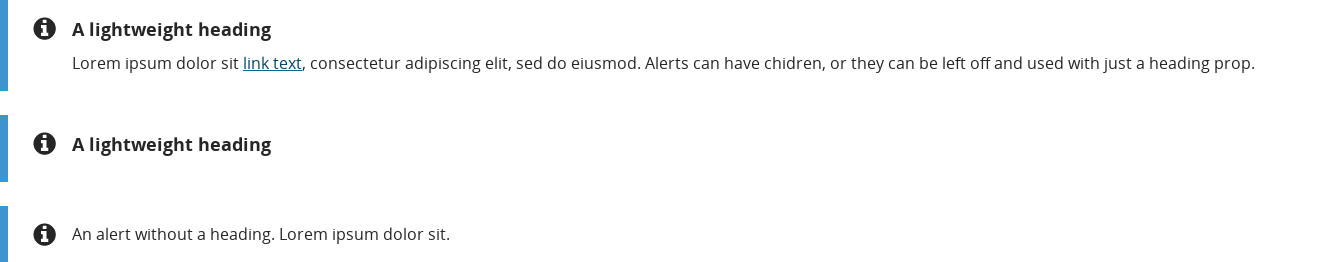 A lightweight heading
Lorem ipsum dolor sit link text, consectetur adipiscing elit, sed do eiusmod. Alerts can have chidren, or they can be left off and used with just a heading prop.
A lightweight heading
An alert without a heading. Lorem ipsum dolor sit.